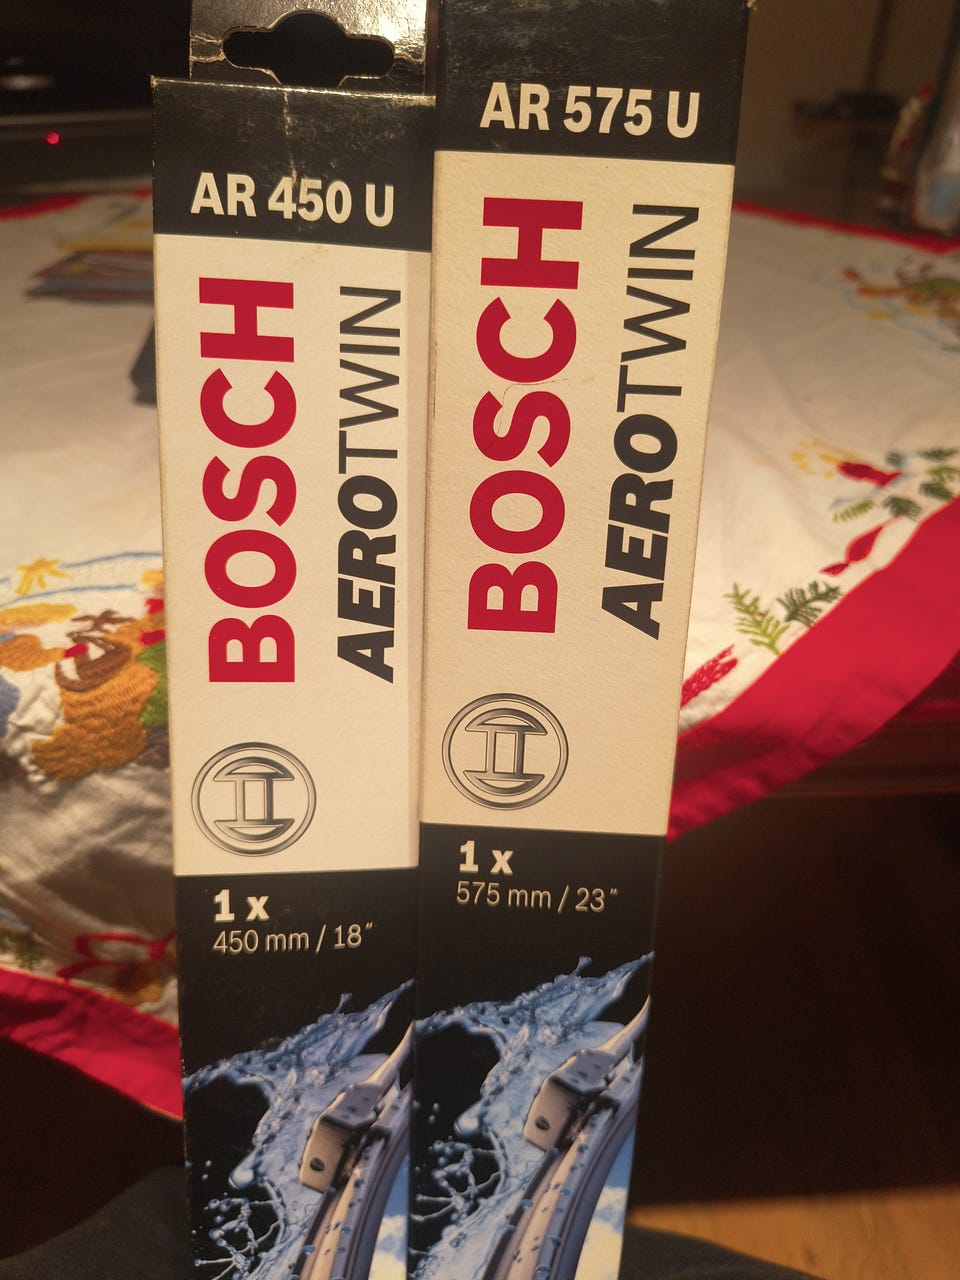 AR 450 U
BOSCH
AEROTWIN
1 x
450 mm / 18"
AR 575 U
BOSCH
AEROTWIN
1 x
575 mm / 23"